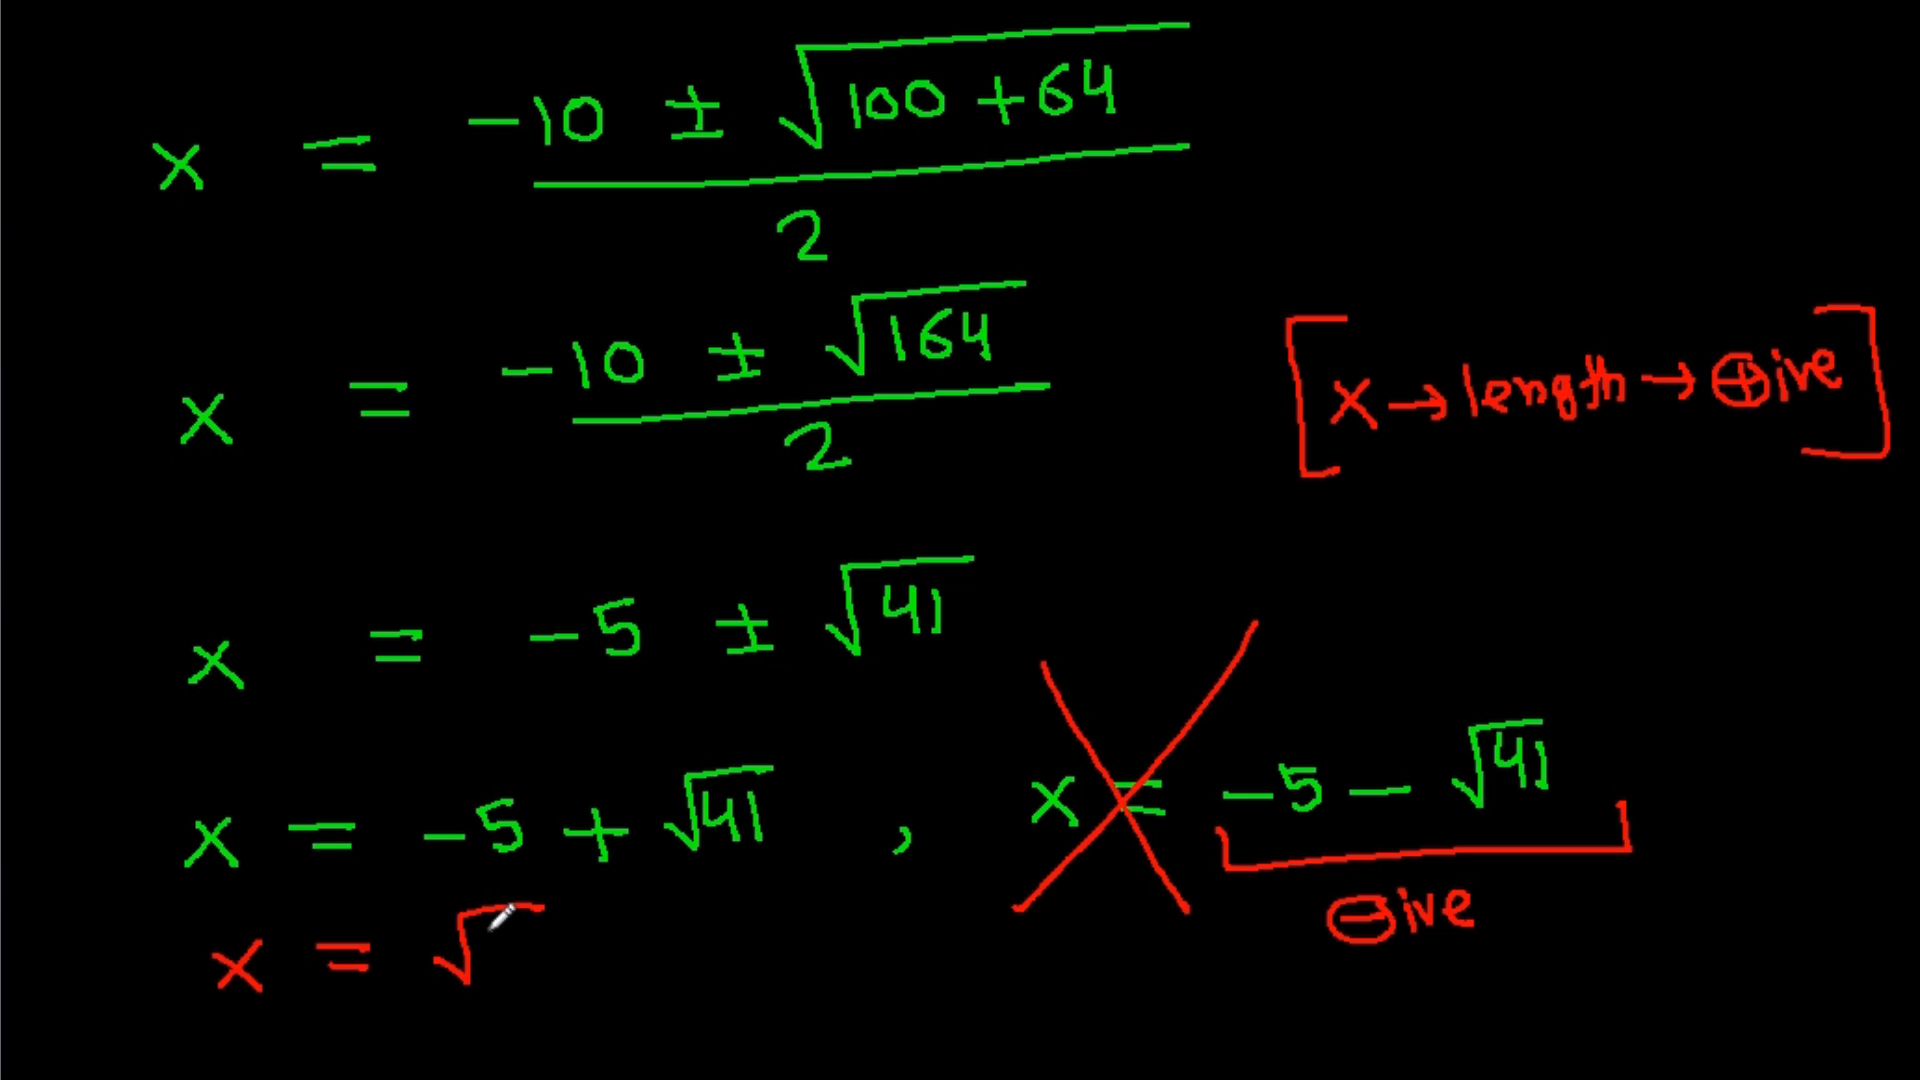 x = (-10 ± √(100 + 64)) / 2
x = (-10 ± √164) / 2
[x → length → ⊕ive]
x = -5 ± √41
x = -5 + √41 , x = -5 - √41
⊖ive
x = √